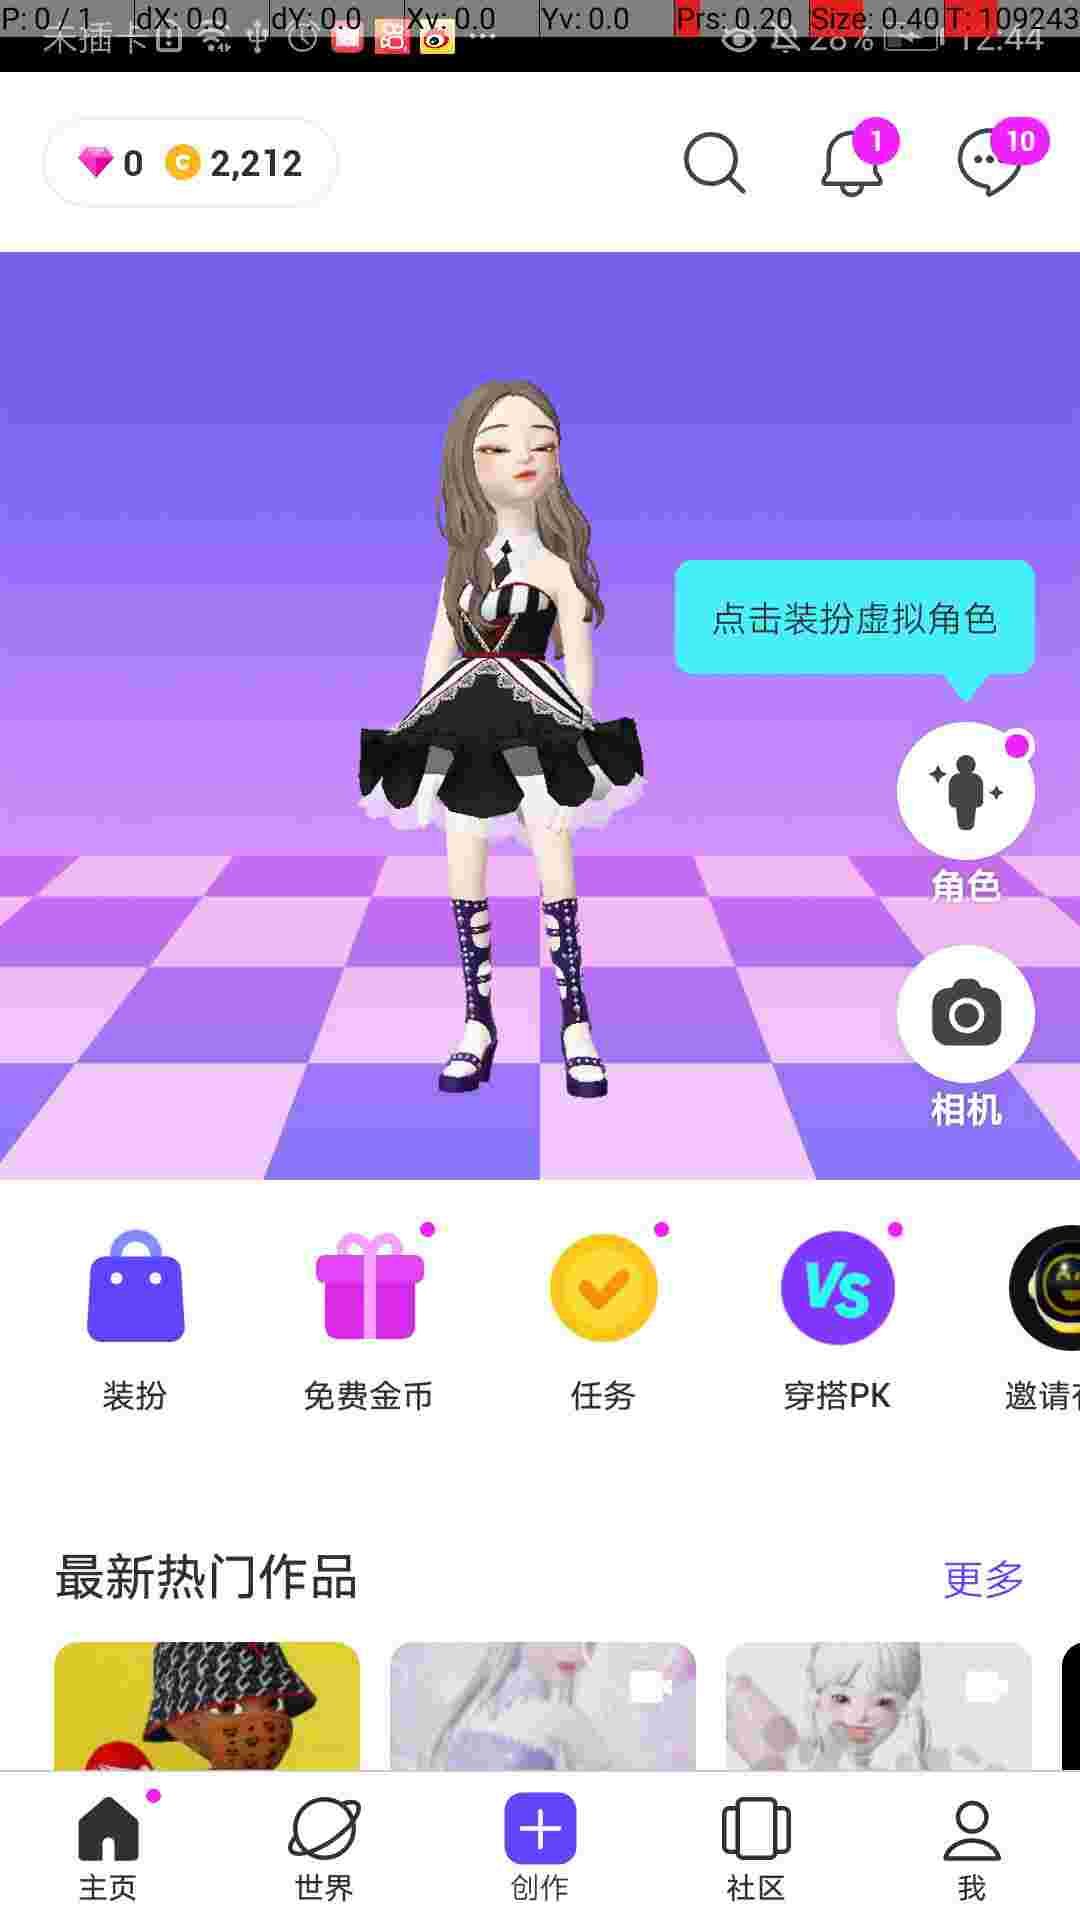 P: 0 / 1 dX: 0.0 dY: 0.0 Xv: 0.0 Yv: 0.0 Prs: 0.20 Size: 0.40 T: 109243
未插卡 28% 12:44
0 2,212 1 10
点击装扮虚拟角色
角色
相机
VS
装扮 免费金币 任务 穿搭PK 邀请
最新热门作品 更多
主页 世界 创作 社区 我